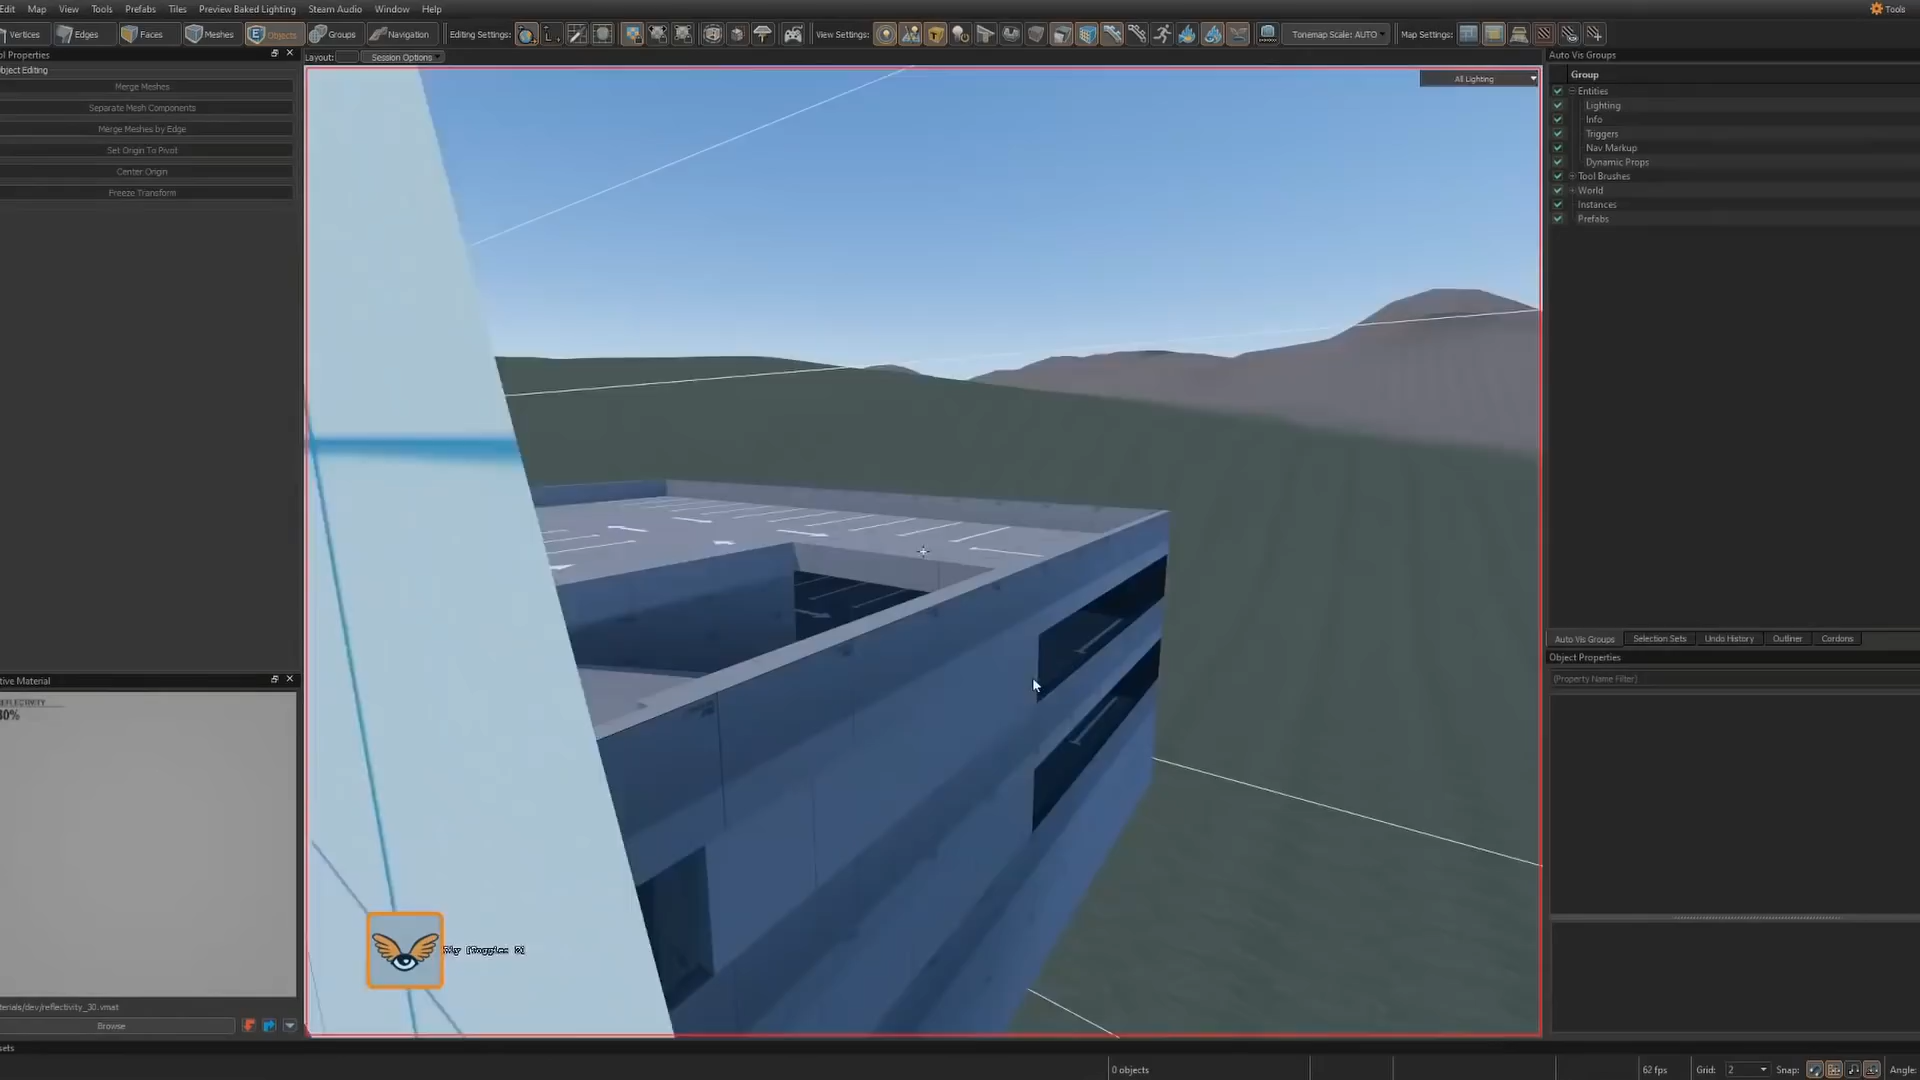 Edit Map View Tools Prefabs Tiles Preview Baked Lighting Steam Audio Window Help
Tools
Vertices Edges Faces Meshes Objects Groups Navigation Editing Settings: View Settings: Tonemap Scale: AUTO Map Settings:
ol Properties
Layout: Session Options
Auto Vis Groups
bject Editing
Group
All Lighting
Merge Meshes
Separate Mesh Components
Merge Meshes by Edge
Set Origin To Pivot
Center Origin
Freeze Transform
Entities
Lighting
Info
Triggers
Nav Markup
Dynamic Props
Tool Brushes
World
Instances
Prefabs
Auto Vis Groups Selection Sets Undo History Outliner Cordons
Object Properties
(Property Name Filter)
tive Material
REFLECTIVITY
30%
terials/dev/reflectivity_30.vmat
Browse
sets
0 objects
62 fps
Grid: 2
Snap:
Angle: